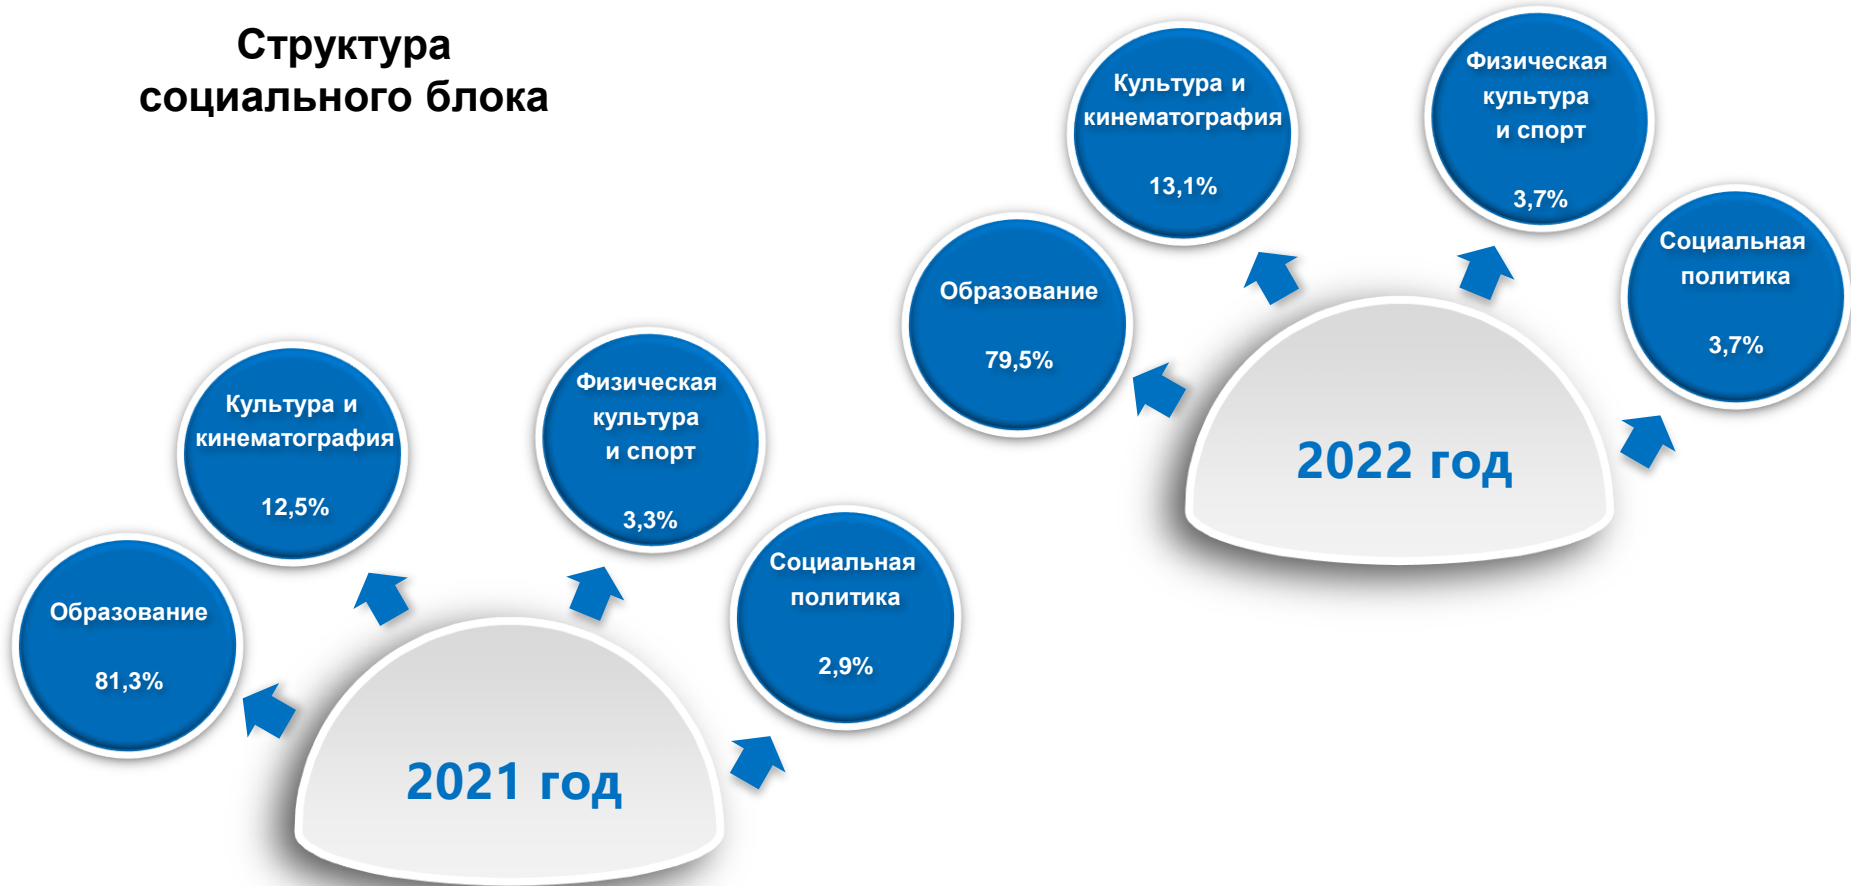 Структура
социального блока
Культура и
кинематография
13,1%
Физическая
культура
и спорт
3,7%
Образование
79,5%
Социальная
политика
3,7%
2022 год
Культура и
кинематография
12,5%
Физическая
культура
и спорт
3,3%
Образование
81,3%
Социальная
политика
2,9%
2021 год